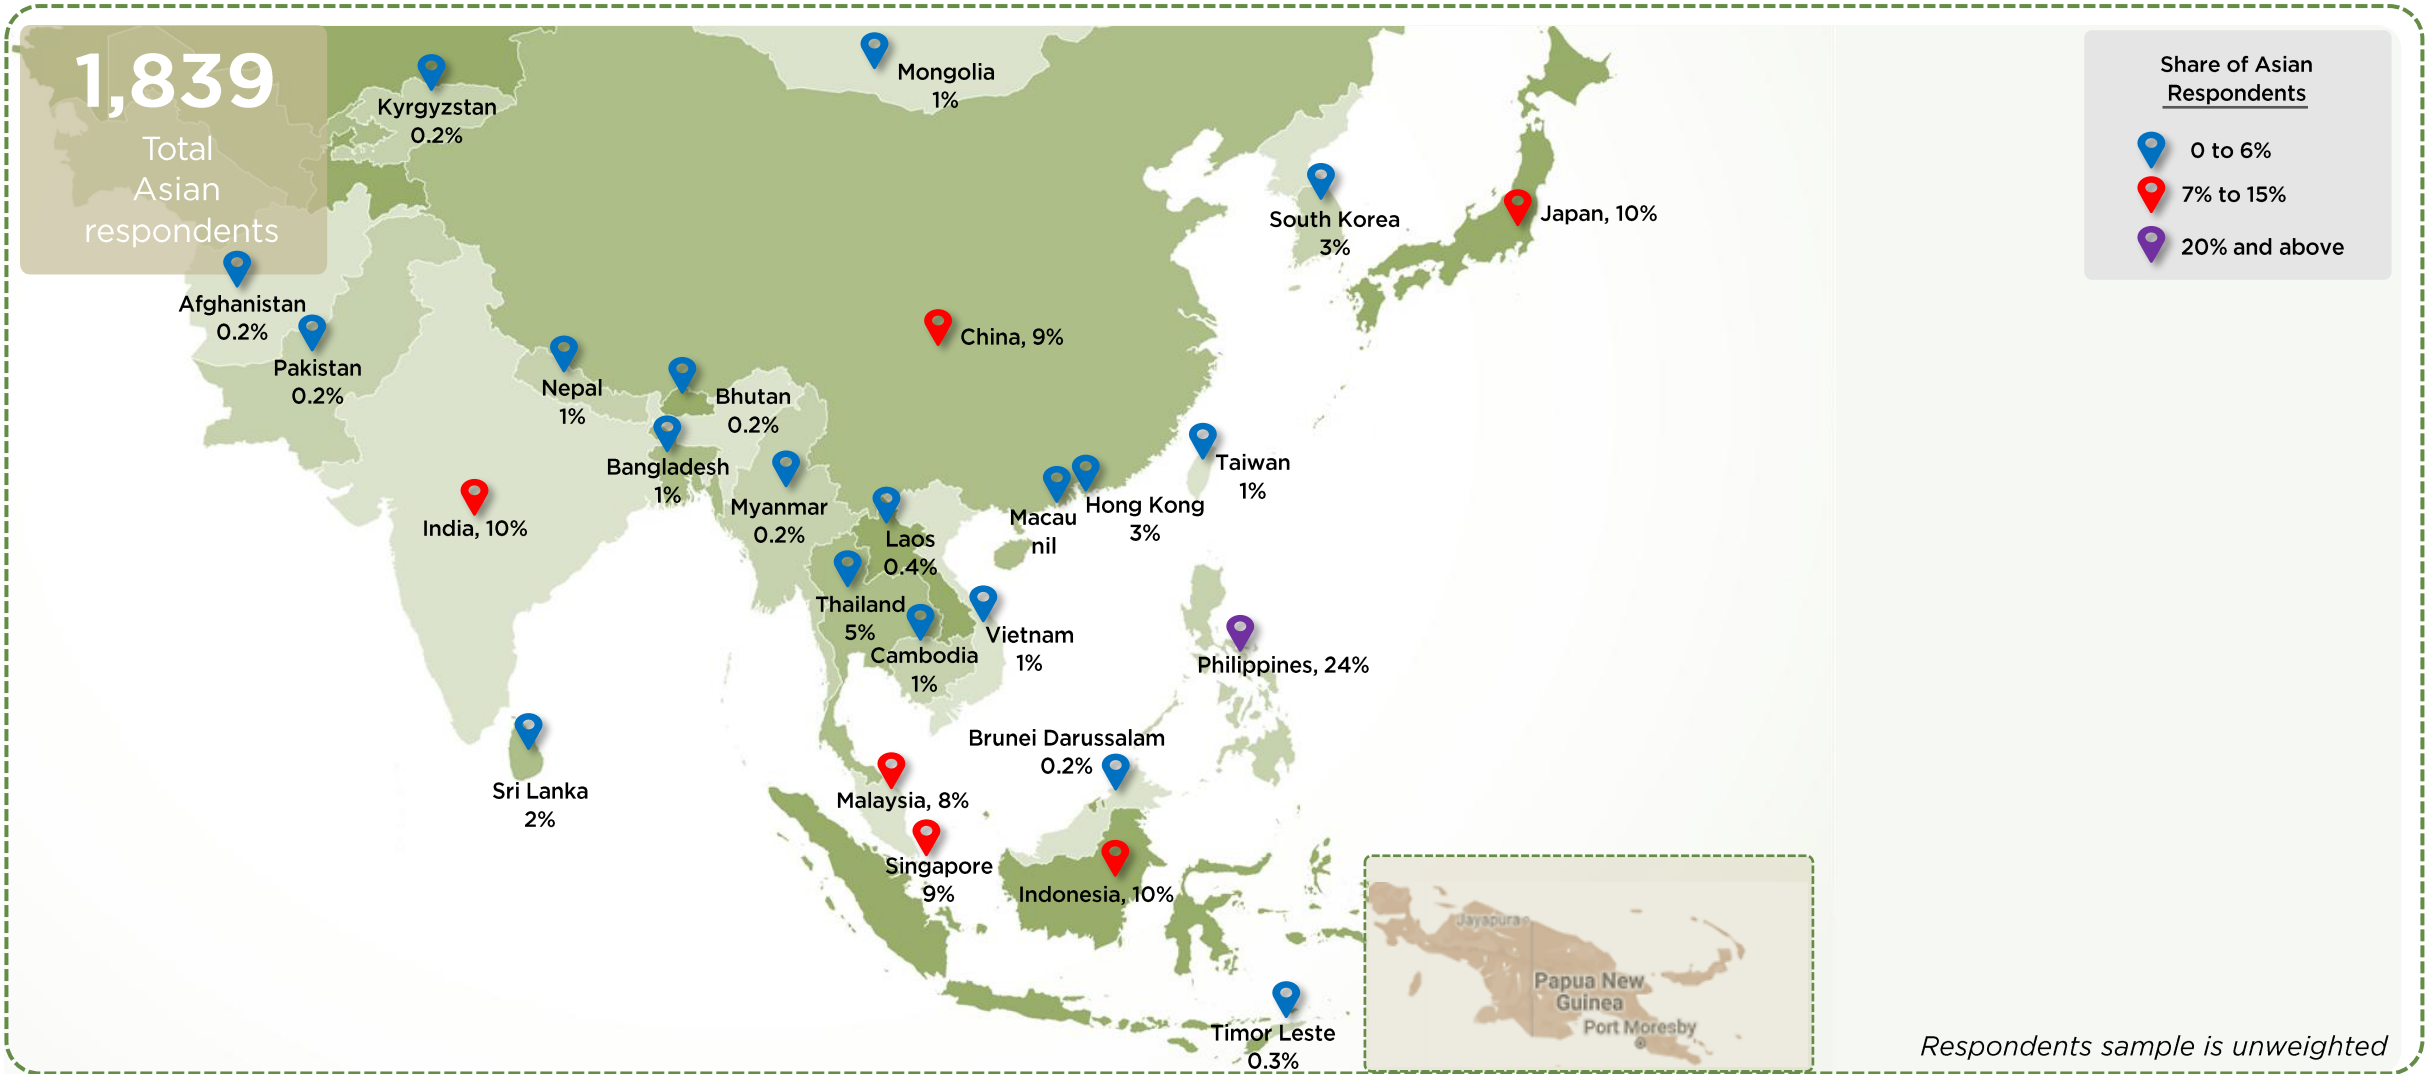 1,839
Total
Asian
respondents
Share of Asian
Respondents
0 to 6%
7% to 15%
20% and above
Mongolia
1%
Kyrgyzstan
0.2%
South Korea
3%
Japan, 10%
Afghanistan
0.2%
Pakistan
0.2%
China, 9%
Nepal
1%
Bhutan
0.2%
Bangladesh
1%
Taiwan
1%
Myanmar
0.2%
Hong Kong
3%
Macau
nil
India, 10%
Laos
0.4%
Thailand
5%
Vietnam
1%
Cambodia
1%
Philippines, 24%
Brunei Darussalam
0.2%
Sri Lanka
2%
Malaysia, 8%
Singapore
9%
Indonesia, 10%
Jayapura
Papua New
Guinea
Port Moresby
Timor Leste
0.3%
Respondents sample is unweighted